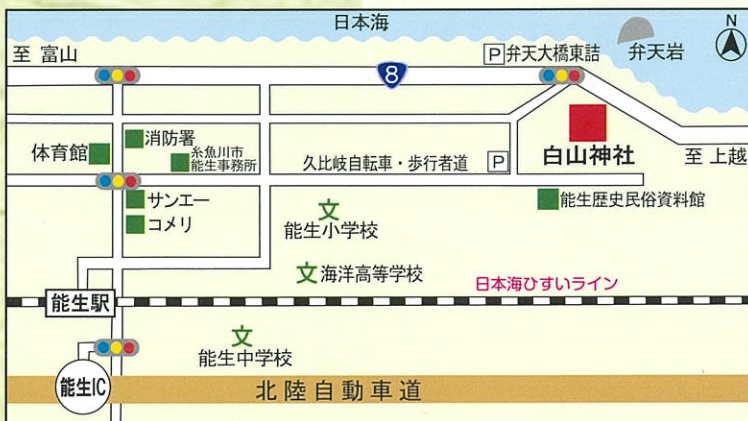 日本海
N
至 富山
8
P
弁天大橋東詰
弁天岩
体育館
消防署
糸魚川市
能生事務所
久比岐自転車・歩行者道
P
白山神社
至 上越
サンエー
コメリ
文
能生小学校
能生歴史民俗資料館
文
海洋高等学校
日本海ひすいライン
能生駅
文
能生中学校
能生IC
北陸自動車道